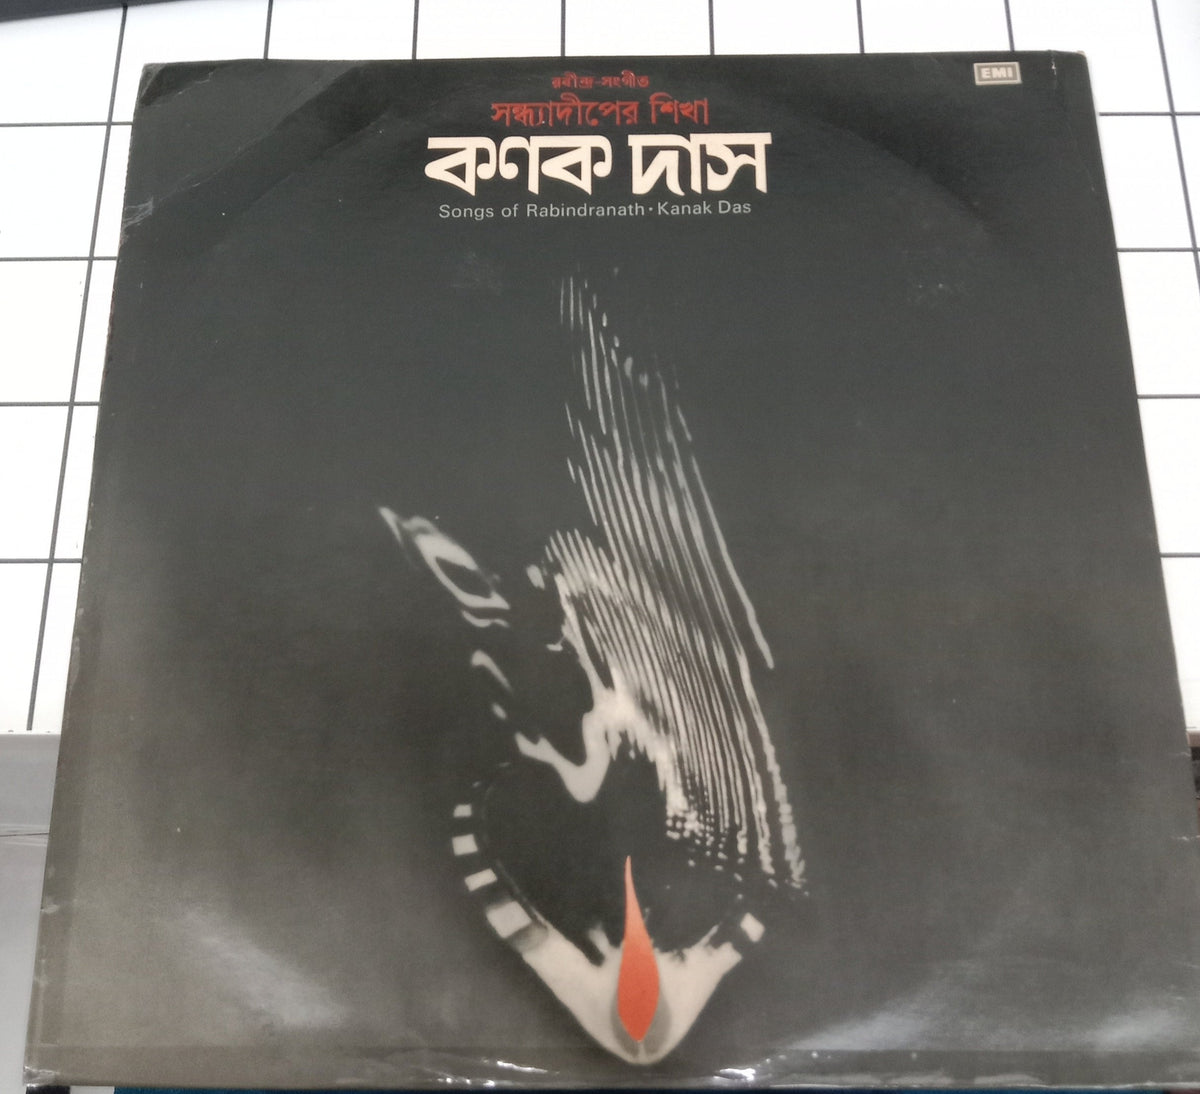 EMI
রবীন্দ্র-সংগীত
সন্ধ্যাদীপের শিখা
কণক দাস
Songs of Rabindranath • Kanak Das